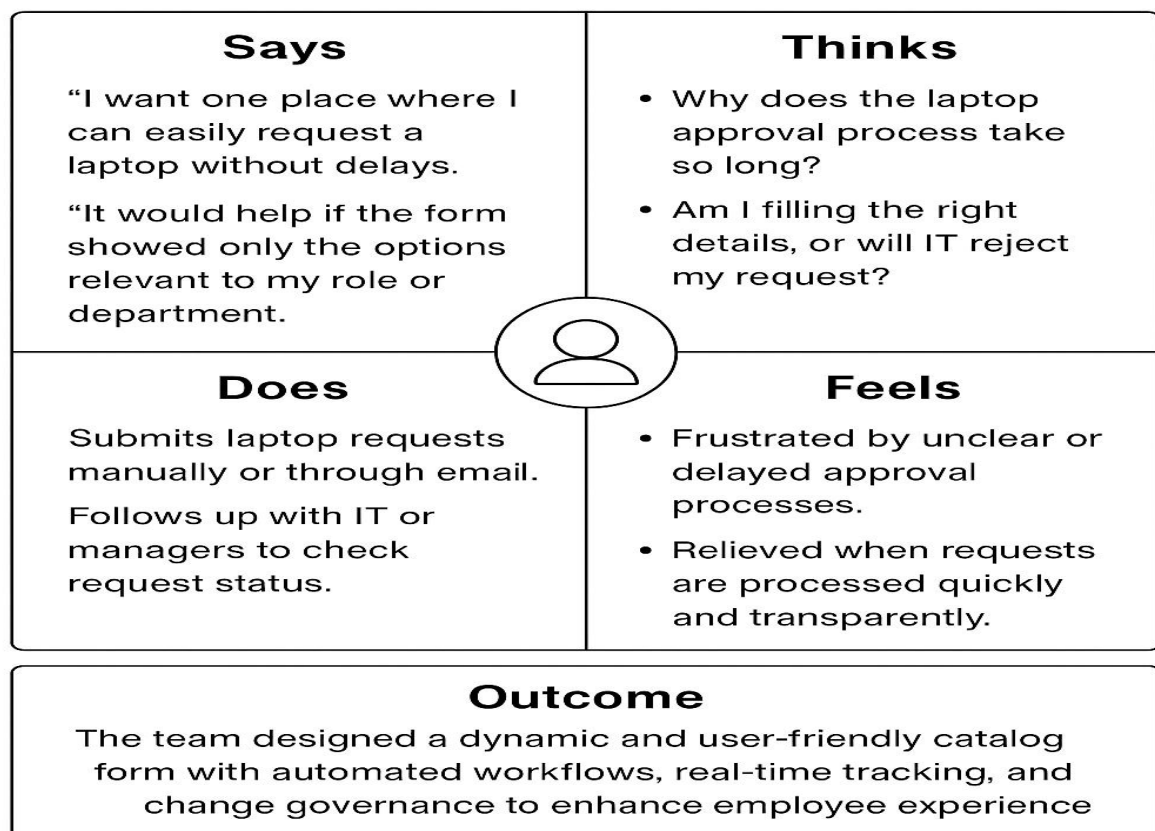 Says
“I want one place where I
can easily request a
laptop without delays.
“It would help if the form
showed only the options
relevant to my role or
department.
Thinks
• Why does the laptop
approval process take
so long?
• Am I filling the right
details, or will IT reject
my request?
Does
Submits laptop requests
manually or through email.
Follows up with IT or
managers to check
request status.
Feels
• Frustrated by unclear or
delayed approval
processes.
• Relieved when requests
are processed quickly
and transparently.
Outcome
The team designed a dynamic and user-friendly catalog
form with automated workflows, real-time tracking, and
change governance to enhance employee experience